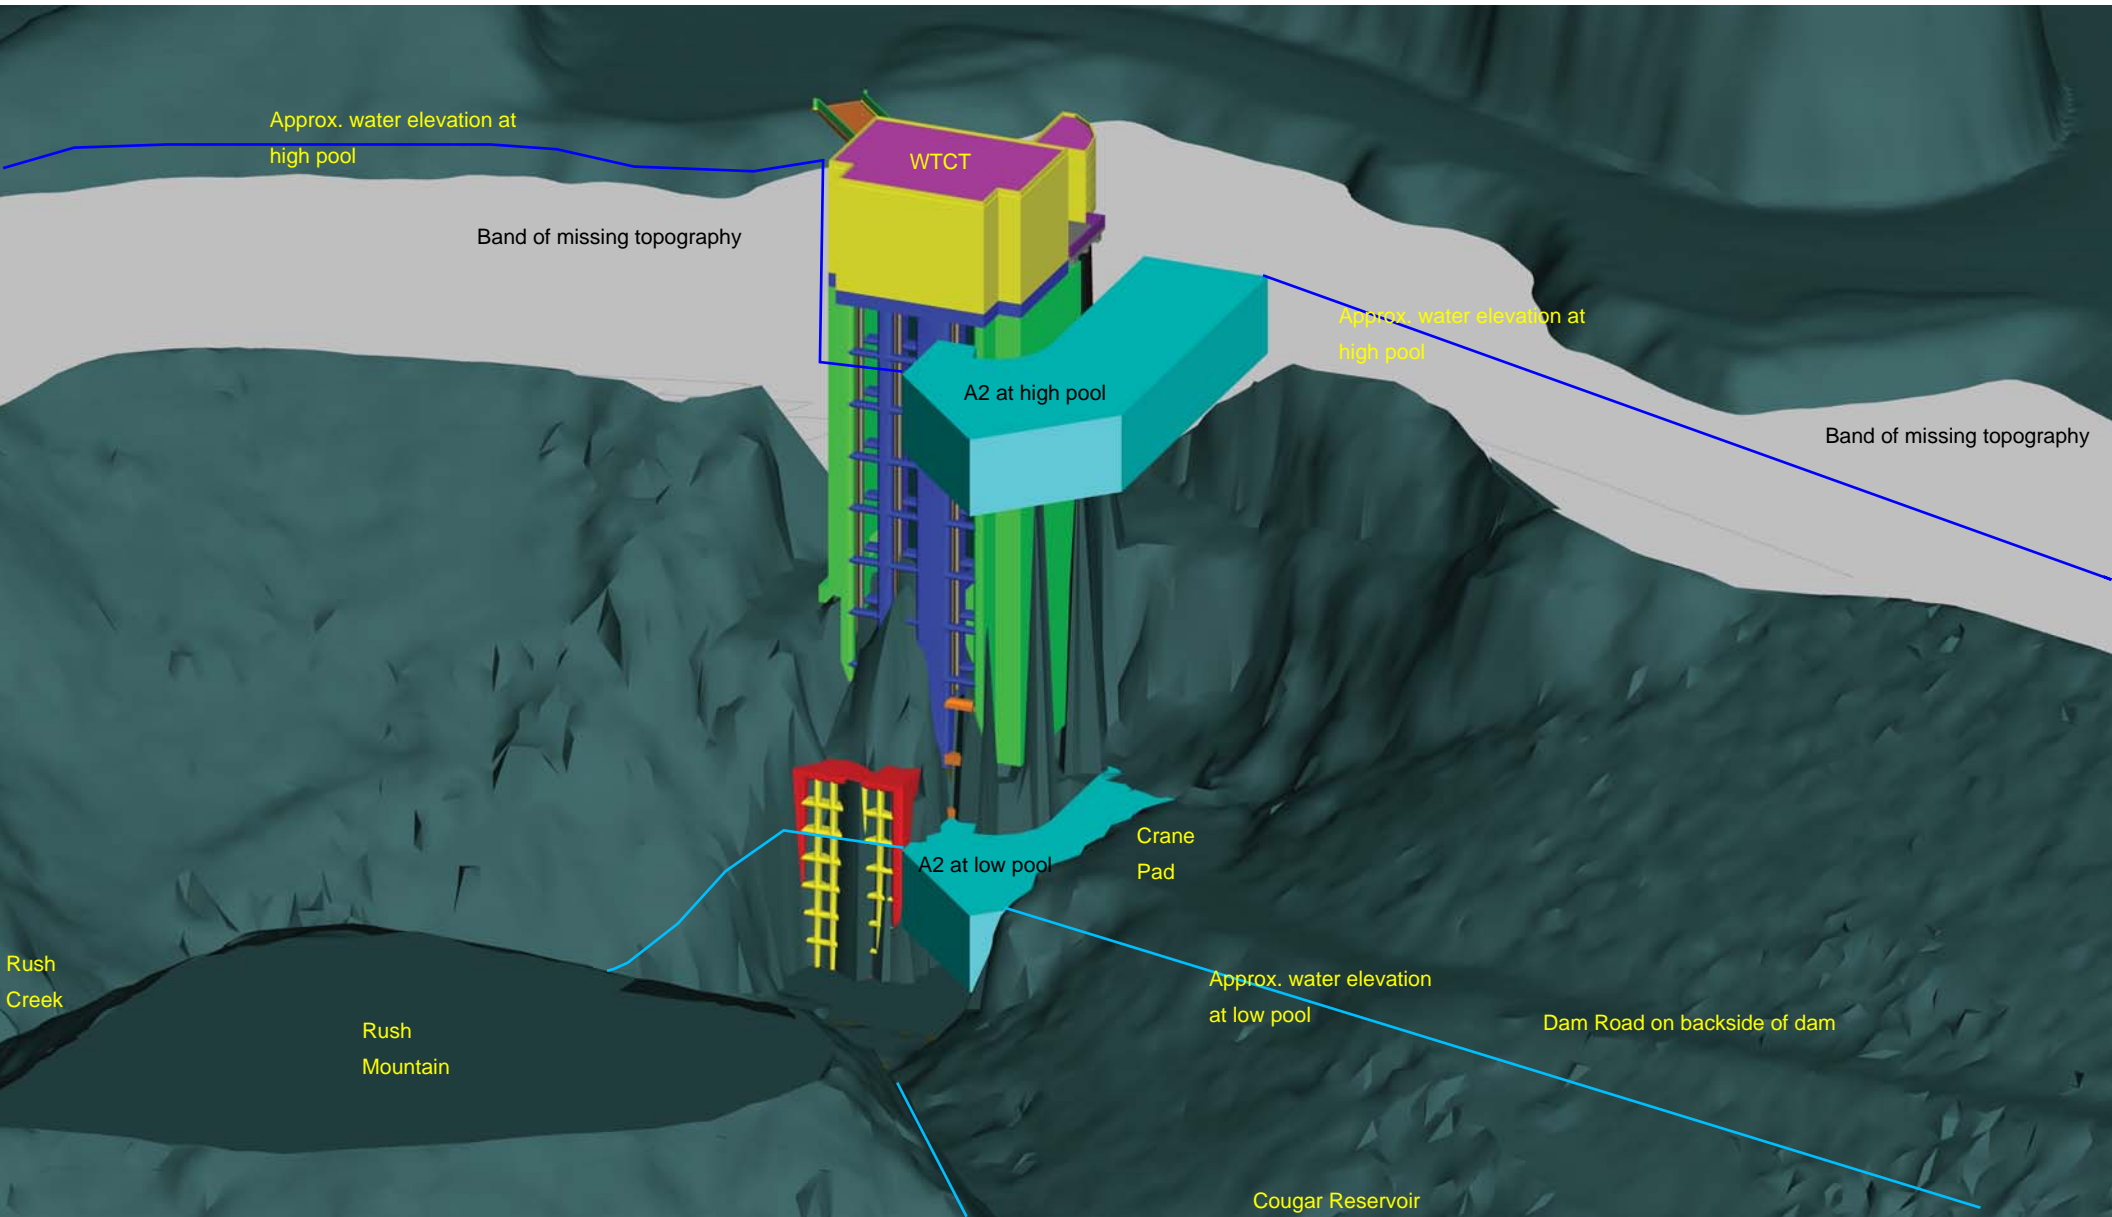 Approx. water elevation at
high pool
WTCT
Band of missing topography
Approx. water elevation at
high pool
A2 at high pool
Band of missing topography
Crane
Pad
A2 at low pool
Rush
Creek
Approx. water elevation
at low pool
Rush
Mountain
Dam Road on backside of dam
Cougar Reservoir